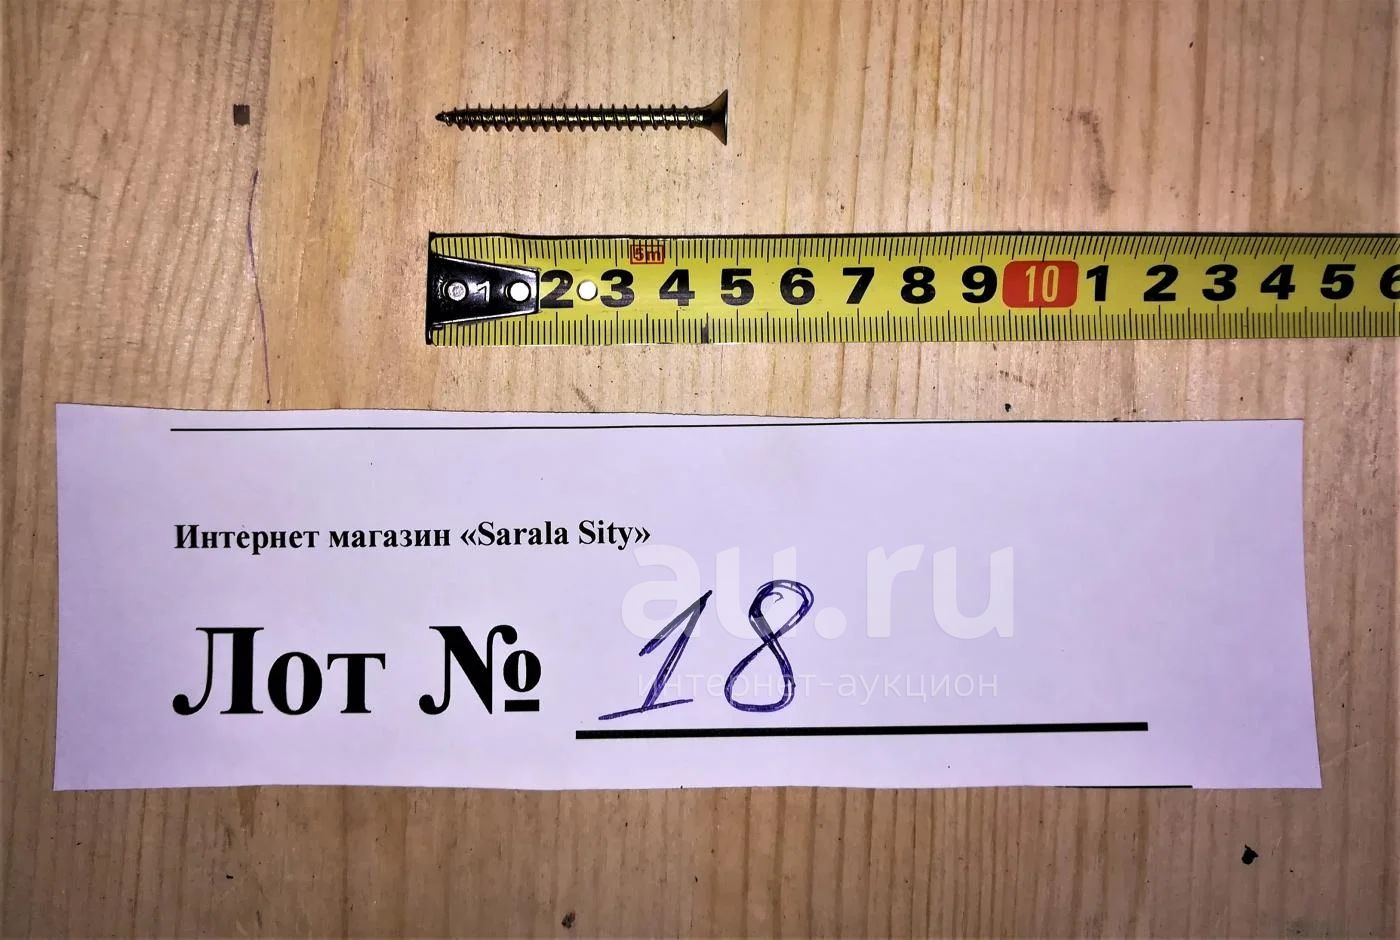 5m
1 2 3 4 5 6 7 8 9 10 1 2 3 4 5 6
Интернет магазин «Sarala Sity»
au.ru
Лот № 18
интернет-аукцион